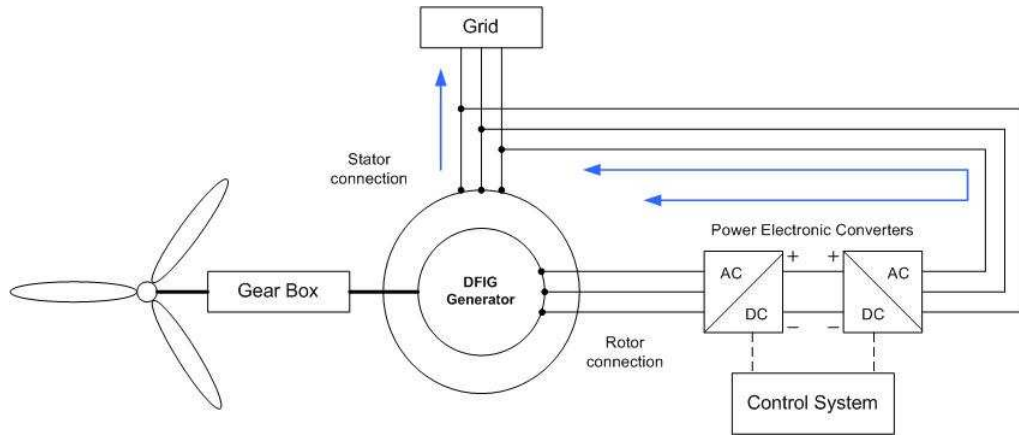 Grid
Stator
connection
Power Electronic Converters
Gear Box
DFIG
Generator
AC
DC
+
+
−
−
AC
DC
Rotor
connection
Control System